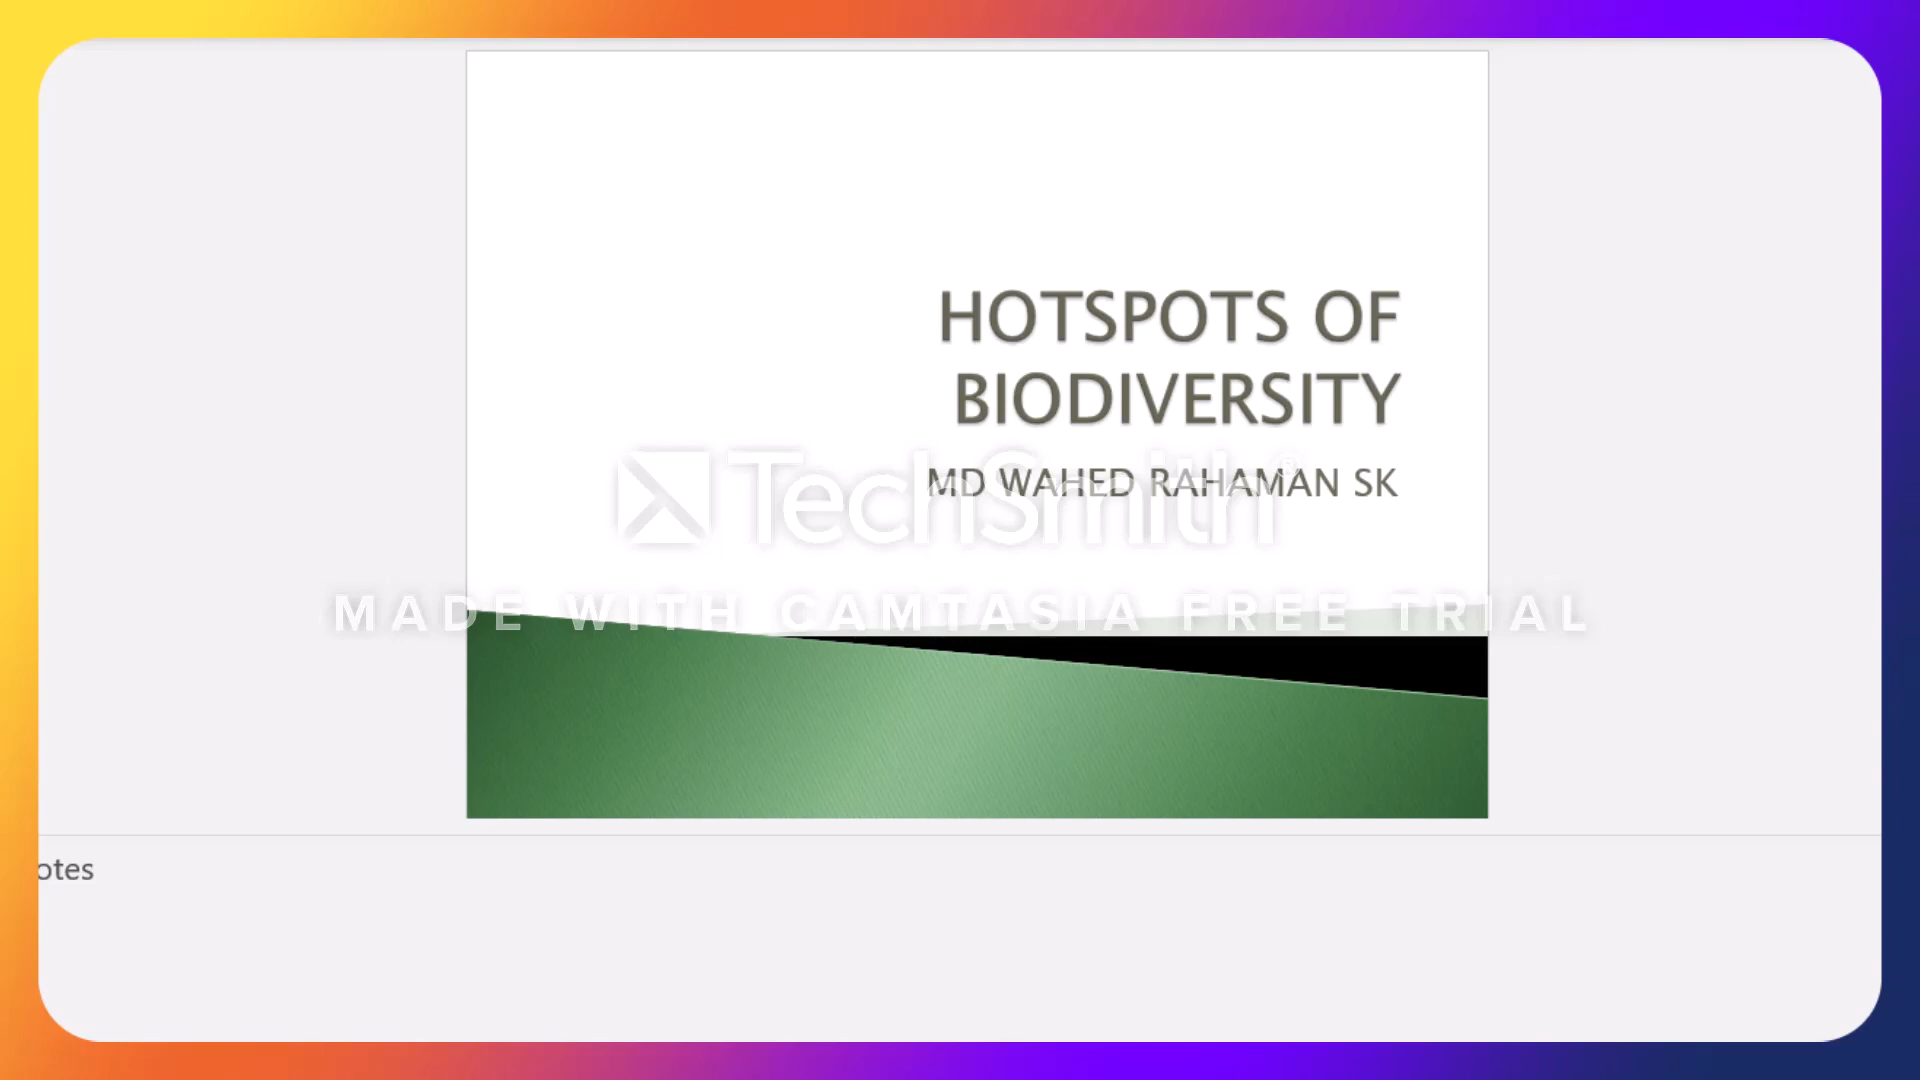 HOTSPOTS OF
BIODIVERSITY
MD WAHED RAHAMAN SK
TechSmith®
MADE WITH CAMTASIA FREE TRIAL
otes